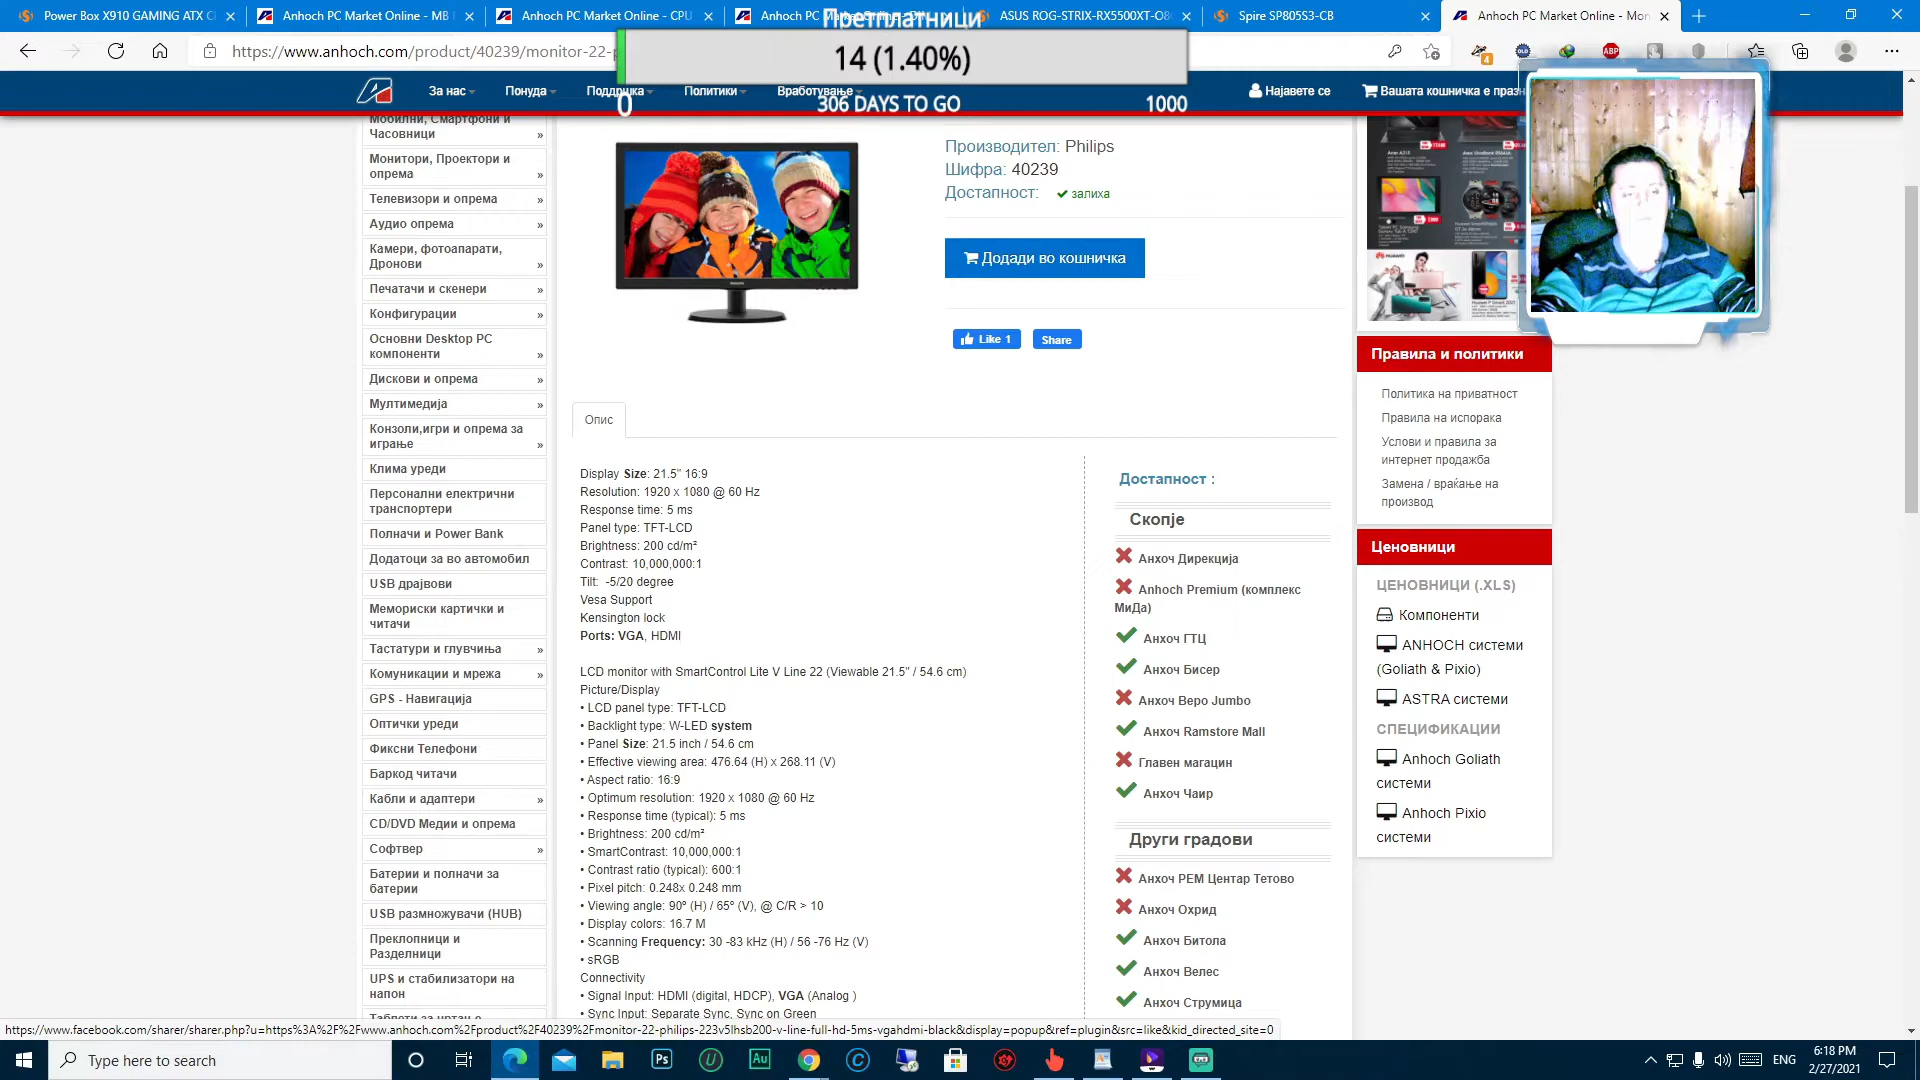 Power Box X910 GAMING ATX C
Anhoch PC Market Online - MB
Anhoch PC Market Online - CPU
Anhoch PC
ASUS ROG-STRIX-RX5500XT-O8
Spire SP805S3-CB
Anhoch PC Market Online - Mon
Претплатници
https://www.anhoch.com/product/40239/monitor-22-p
14 (1.40%)
0
306 DAYS TO GO
1000
За нас
Понуда
Поддршка
Политики
Вработување
Најавете се
Вашата кошничка е празн
Мобилни, Смартфони и
Часовници
Монитори, Проектори и
опрема
Телевизори и опрема
Аудио опрема
Камери, фотоапарати,
Дронови
Печатачи и скенери
Конфигурации
Основни Desktop PC
компоненти
Дискови и опрема
Мултимедија
Конзоли,игри и опрема за
играње
Клима уреди
Персонални електрични
транспортери
Полначи и Power Bank
Додатоци за во автомобил
USB драјвови
Мемориски картички и
читачи
Тастатури и глувчиња
Комуникации и мрежа
GPS - Навигација
Оптички уреди
Фиксни Телефони
Баркод читачи
Кабли и адаптери
CD/DVD Медии и опрема
Софтвер
Батерии и полначи за
батерии
USB размножувачи (HUB)
Преклопници и
Разделници
UPS и стабилизатори на
напон
Таблети за цртање
Производител: Philips
Шифра: 40239
Достапност: залиха
Додади во кошничка
Like 1
Share
Опис
Display Size: 21.5" 16:9
Resolution: 1920 x 1080 @ 60 Hz
Response time: 5 ms
Panel type: TFT-LCD
Brightness: 200 cd/m²
Contrast: 10,000,000:1
Tilt: -5/20 degree
Vesa Support
Kensington lock
Ports: VGA, HDMI
LCD monitor with SmartControl Lite V Line 22 (Viewable 21.5" / 54.6 cm)
Picture/Display
• LCD panel type: TFT-LCD
• Backlight type: W-LED system
• Panel Size: 21.5 inch / 54.6 cm
• Effective viewing area: 476.64 (H) x 268.11 (V)
• Aspect ratio: 16:9
• Optimum resolution: 1920 x 1080 @ 60 Hz
• Response time (typical): 5 ms
• Brightness: 200 cd/m²
• SmartContrast: 10,000,000:1
• Contrast ratio (typical): 600:1
• Pixel pitch: 0.248x 0.248 mm
• Viewing angle: 90º (H) / 65º (V), @ C/R > 10
• Display colors: 16.7 M
• Scanning Frequency: 30 -83 kHz (H) / 56 -76 Hz (V)
• sRGB
Connectivity
• Signal Input: HDMI (digital, HDCP), VGA (Analog )
• Sync Input: Separate Sync, Sync on Green
Достапност :
Скопје
Анхоч Дирекција
Anhoch Premium (комплекс
МиДа)
Анхоч ГТЦ
Анхоч Бисер
Анхоч Веро Jumbo
Анхоч Ramstore Mall
Главен магацин
Анхоч Чаир
Други градови
Анхоч РЕМ Центар Тетово
Анхоч Охрид
Анхоч Битола
Анхоч Велес
Анхоч Струмица
Правила и политики
Политика на приватност
Правила на испорака
Услови и правила за
интернет продажба
Замена / враќање на
производ
Ценовници
ЦЕНОВНИЦИ (.XLS)
Компоненти
ANHOCH системи
(Goliath & Pixio)
ASTRA системи
СПЕЦИФИКАЦИИ
Anhoch Goliath
системи
Anhoch Pixio
системи
https://www.facebook.com/sharer/sharer.php?u=https%3A%2F%2Fwww.anhoch.com%2Fproduct%2F40239%2Fmonitor-22-philips-223v5lhsb200-v-line-full-hd-5ms-vgahdmi-black&display=popup&ref=plugin&src=like&kid_directed_site=0
Type here to search
ENG
6:18 PM
2/27/2021